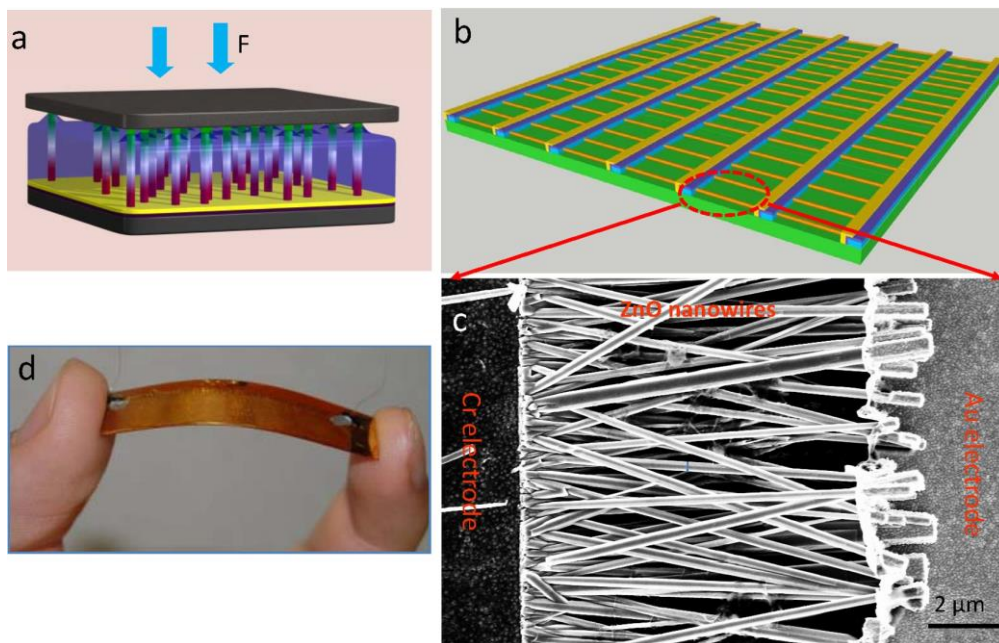 a
F
b
c
ZnO nanowires
Cr electrode
Au electrode
2 μm
d